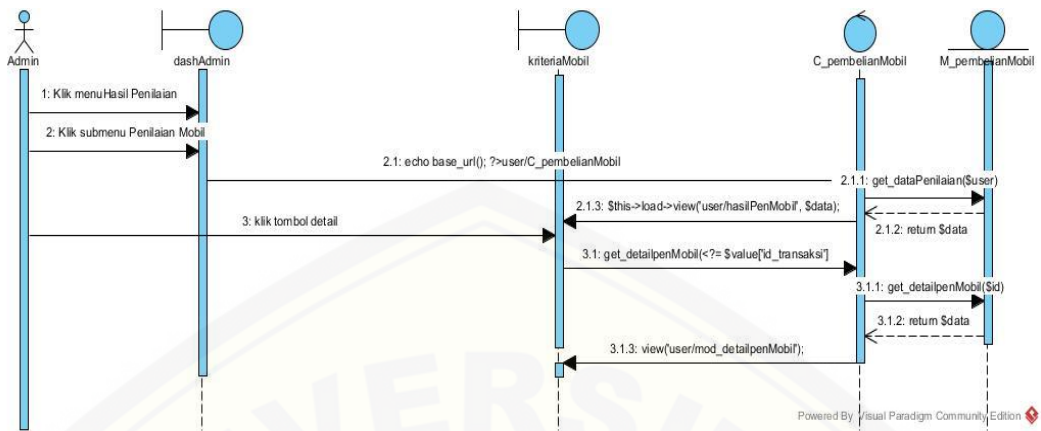 Admin
dashAdmin
kriteriaMobil
C_pembelianMobil
M_pembelianMobil
1: Klik menuHasil Penilaian
2: Klik submenu Penilaian Mobil
2.1: echo base_url(); ?>user/C_pembelianMobil
2.1.1: get_dataPenilaian($user)
2.1.3: $this->load->view('user/hasilPenMobil', $data);
2.1.2: return $data
3: klik tombol detail
3.1: get_detailpenMobil(<?= $value['id_transaksi']
3.1.1: get_detailpenMobil($id)
3.1.2: return $data
3.1.3: view('user/mod_detailpenMobil');
VERSI
Powered By Visual Paradigm Community Edition